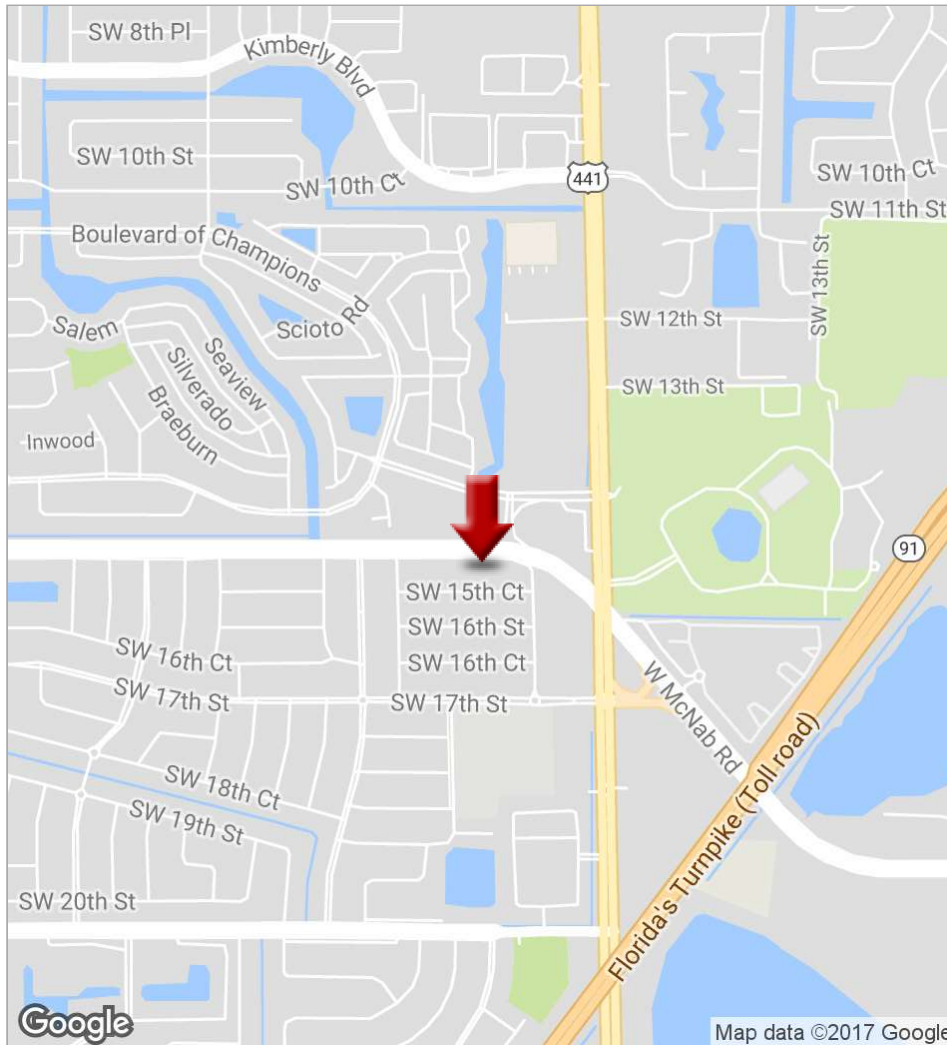 SW 8th Pl
Kimberly Blvd
SW 10th St
SW 10th Ct
441
SW 10th Ct
SW 11th St
Boulevard of Champions
SW 13th St
Scioto Rd
Salem
SW 12th St
Seaview
Silverado
Braeburn
SW 13th St
Inwood
91
SW 15th Ct
SW 16th St
SW 16th Ct
SW 16th Ct
SW 17th St
SW 17th St
W McNab Rd
SW 18th Ct
SW 19th St
Florida's Turnpike (Toll road)
SW 20th St
Google
Map data ©2017 Google